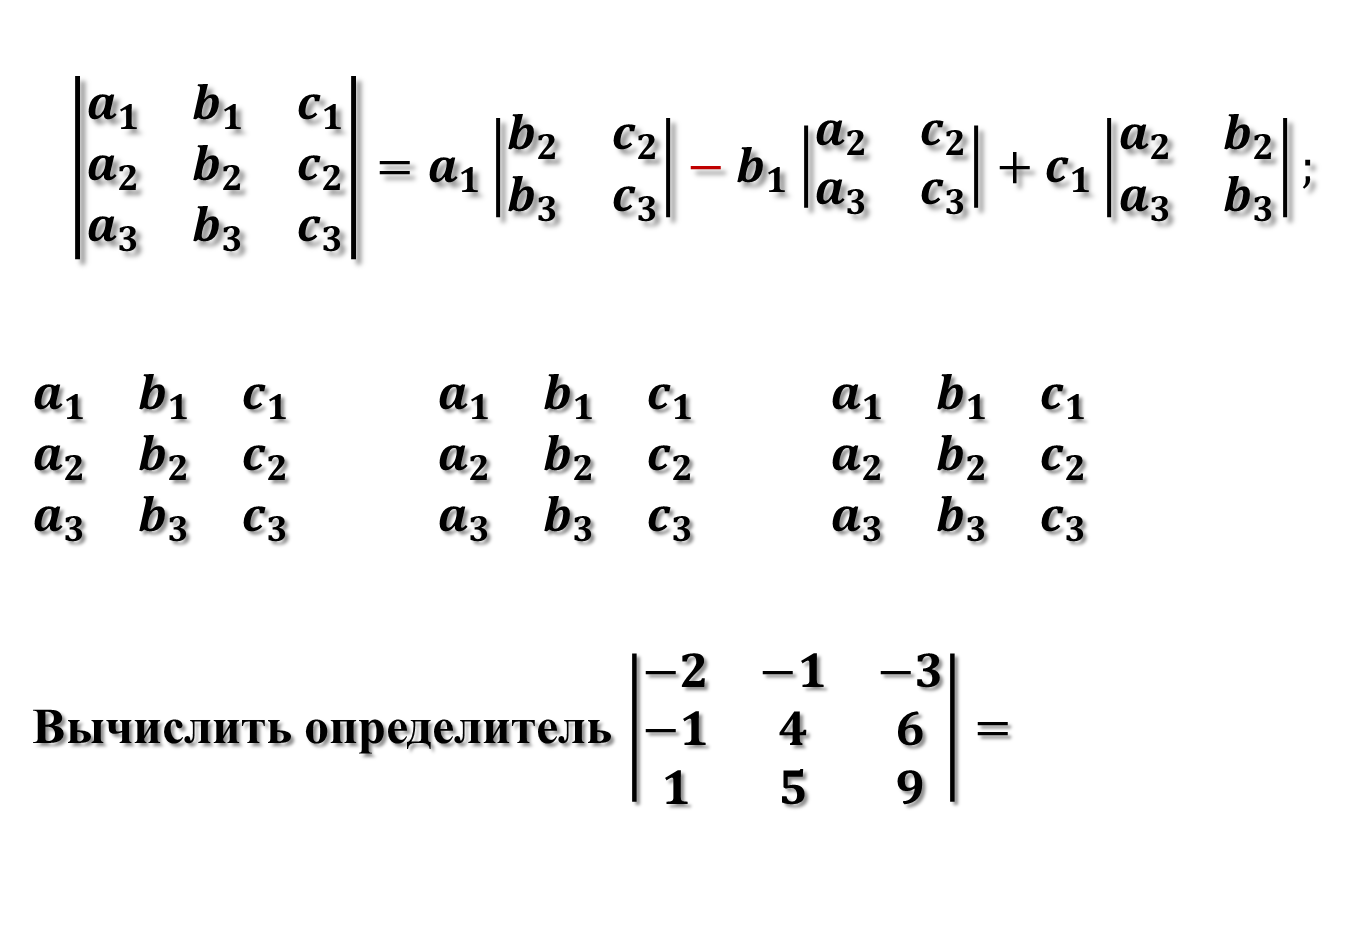 |a₁ b₁ c₁|
|a₂ b₂ c₂| = a₁ |b₂ c₂| − b₁ |a₂ c₂| + c₁ |a₂ b₂| ;
|a₃ b₃ c₃| |b₃ c₃| |a₃ c₃| |a₃ b₃|
a₁ b₁ c₁ a₁ b₁ c₁ a₁ b₁ c₁
a₂ b₂ c₂ a₂ b₂ c₂ a₂ b₂ c₂
a₃ b₃ c₃ a₃ b₃ c₃ a₃ b₃ c₃
|−2 −1 −3|
Вычислить определитель |−1 4 6| =
|1 5 9|